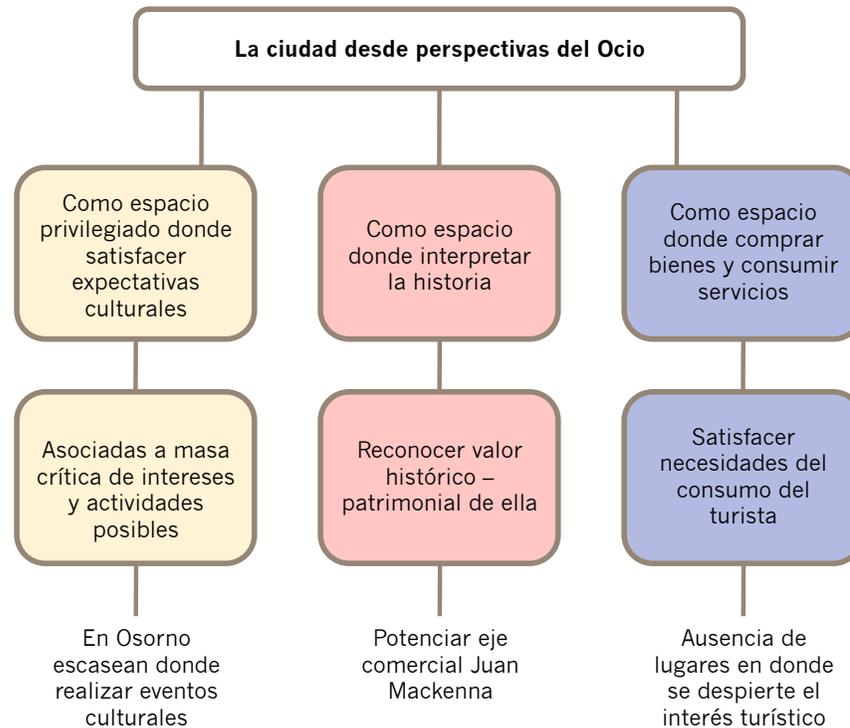 La ciudad desde perspectivas del Ocio
Como espacio
privilegiado donde
satisfacer
expectativas
culturales
Como espacio
donde interpretar
la historia
Como espacio
donde comprar
bienes y consumir
servicios
Asociadas a masa
crítica de intereses
y actividades
posibles
Reconocer valor
histórico –
patrimonial de ella
Satisfacer
necesidades del
consumo del
turista
En Osorno
escasean donde
realizar eventos
culturales
Potenciar eje
comercial Juan
Mackenna
Ausencia de
lugares en donde
se despierte el
interés turístico